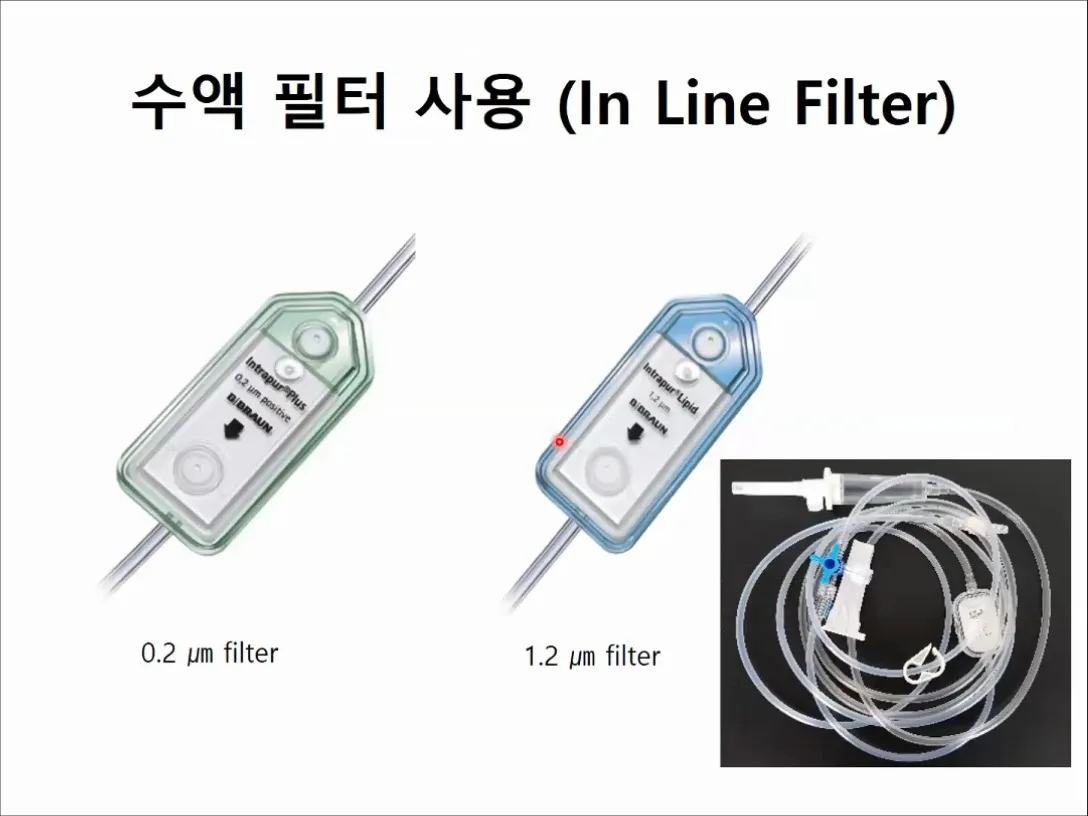 수액 필터 사용 (In Line Filter)
Intrapur®Plus
0.2 µm positive
B|BRAUN
Intrapur®Lipid
1.2 µm
B|BRAUN
0.2 ㎛ filter
1.2 ㎛ filter